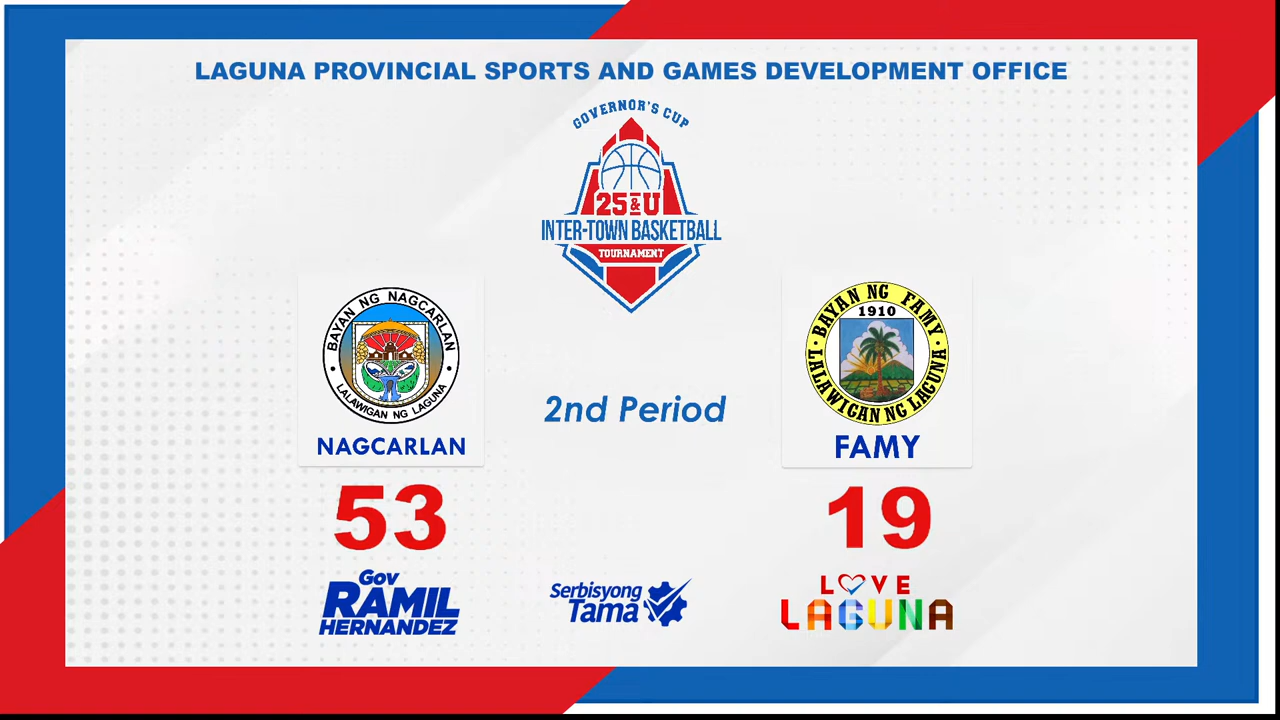 LAGUNA PROVINCIAL SPORTS AND GAMES DEVELOPMENT OFFICE
GOVERNOR'S CUP
25 & U
INTER-TOWN BASKETBALL
TOURNAMENT
BAYAN NG NAGCARLAN
LALAWIGAN NG LAGUNA
NAGCARLAN
2nd Period
BAYAN NG FAMY
1910
LALAWIGAN NG LAGUNA
FAMY
53
19
Gov
RAMIL
HERNANDEZ
Serbisyong
Tama
LOVE
LAGUNA